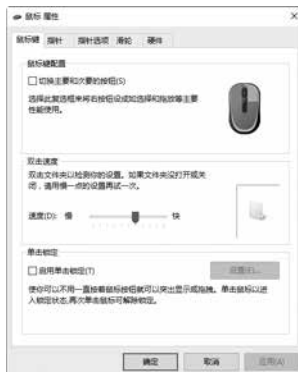 鼠标 属性
鼠标键 指针 指针选项 滑轮 硬件
鼠标键配置
切换主要和次要的按钮(S)
选择此复选框来将右按钮设成如选择和拖放等主要
性能使用。
双击速度
双击文件夹以检测你的设置。如果文件夹没打开或关
闭，请用慢一点的设置再试一次。
速度(D): 慢 快
单击锁定
启用单击锁定(T)
设置(E)...
使你可以不用一直按着鼠标按钮就可以突出显示或拖拽。单击鼠标以进
入锁定状态,再次单击鼠标可解除锁定。
确定 取消 应用(A)